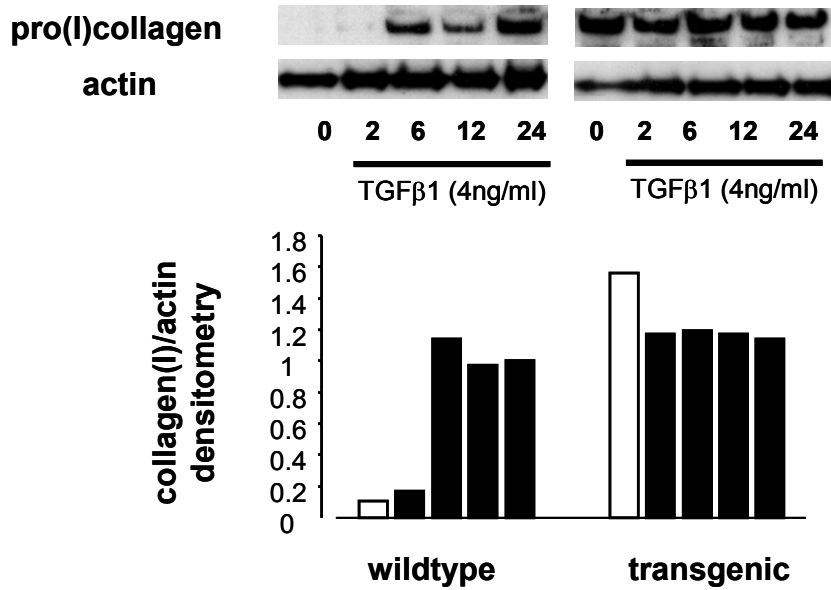 pro(I)collagen
actin
0 2 6 12 24 0 2 6 12 24
TGFβ1 (4ng/ml) TGFβ1 (4ng/ml)
collagen(I)/actin
densitometry
1.8
1.6
1.4
1.2
1
0.8
0.6
0.4
0.2
0
wildtype transgenic